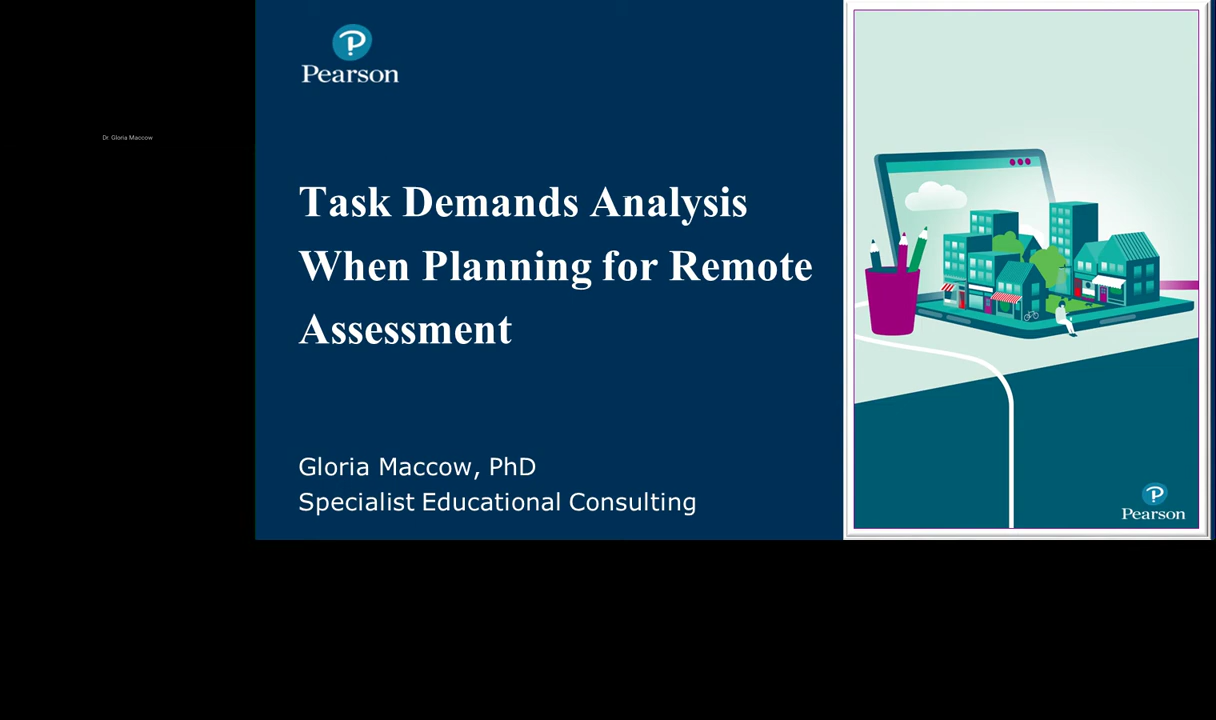 Pearson
Dr. Gloria Maccow
Task Demands Analysis
When Planning for Remote
Assessment
Gloria Maccow, PhD
Specialist Educational Consulting
Pearson